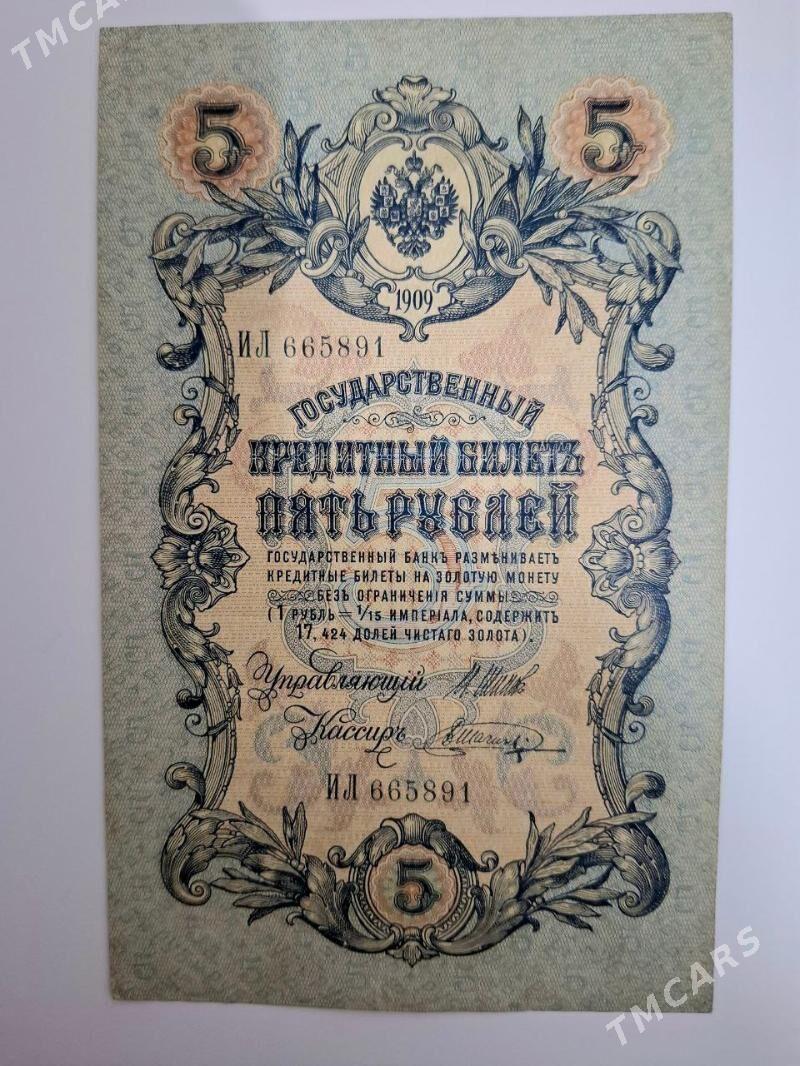 TMCARS
5 5
1909
ИЛ 665891
ГОСУДАРСТВЕННЫЙ
КРЕДИТНЫЙ БИЛЕТЪ
ПЯТЬ РУБЛЕЙ
ГОСУДАРСТВЕННЫЙ БАНКЪ РАЗМѢНИВАЕТЪ
КРЕДИТНЫЕ БИЛЕТЫ НА ЗОЛОТУЮ МОНЕТУ
БЕЗЪ ОГРАНИЧЕНІЯ СУММЫ
(1 РУБЛЬ = 1/15 ИМПЕРІАЛА, СОДЕРЖИТЪ
17, 424 ДОЛЕЙ ЧИСТАГО ЗОЛОТА).
Управляющій
Кассиръ
ИЛ 665891
5
TMCARS